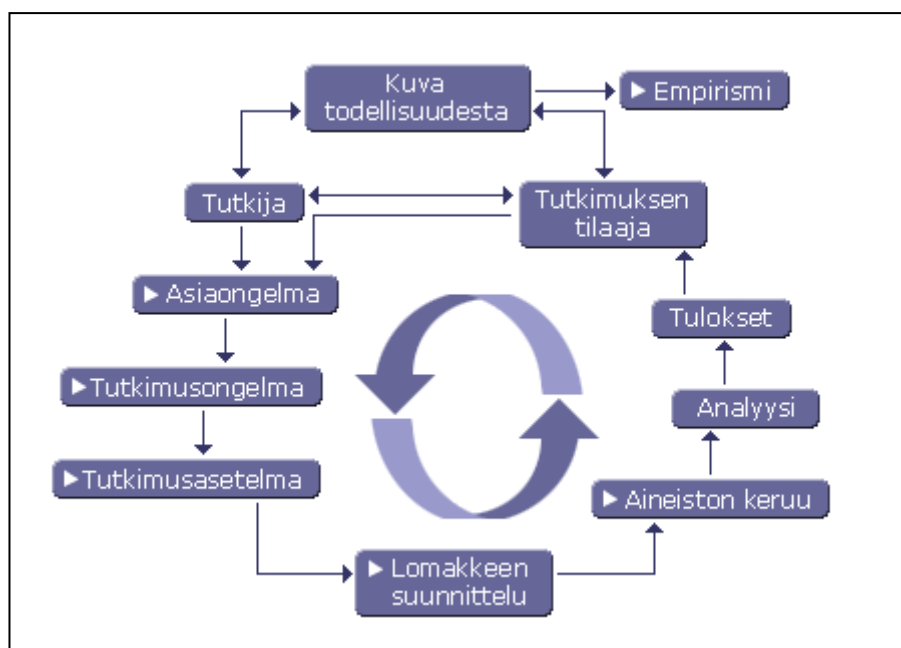 Kuva
todellisuudesta
Empirismi
Tutkija
Tutkimuksen
tilaaja
Asiaongelma
Tulokset
Tutkimusongelma
Analyysi
Tutkimusasetelma
Aineiston keruu
Lomakkeen
suunnittelu